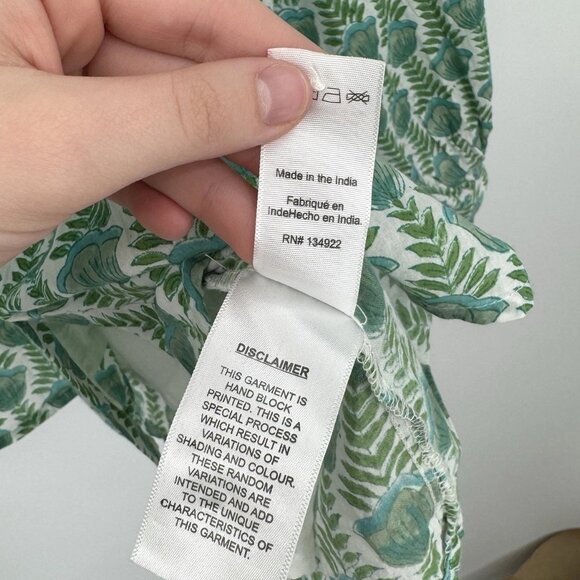 Made in the India
Fabriqué en
IndeHecho en India.
RN# 134922
DISCLAIMER
THIS GARMENT IS
HAND BLOCK
PRINTED. THIS IS A
SPECIAL PROCESS
WHICH RESULT IN
VARIATIONS OF
SHADING AND COLOUR.
THESE RANDOM
VARIATIONS ARE
INTENDED AND ADD
TO THE UNIQUE
CHARACTERISTICS OF
THIS GARMENT.